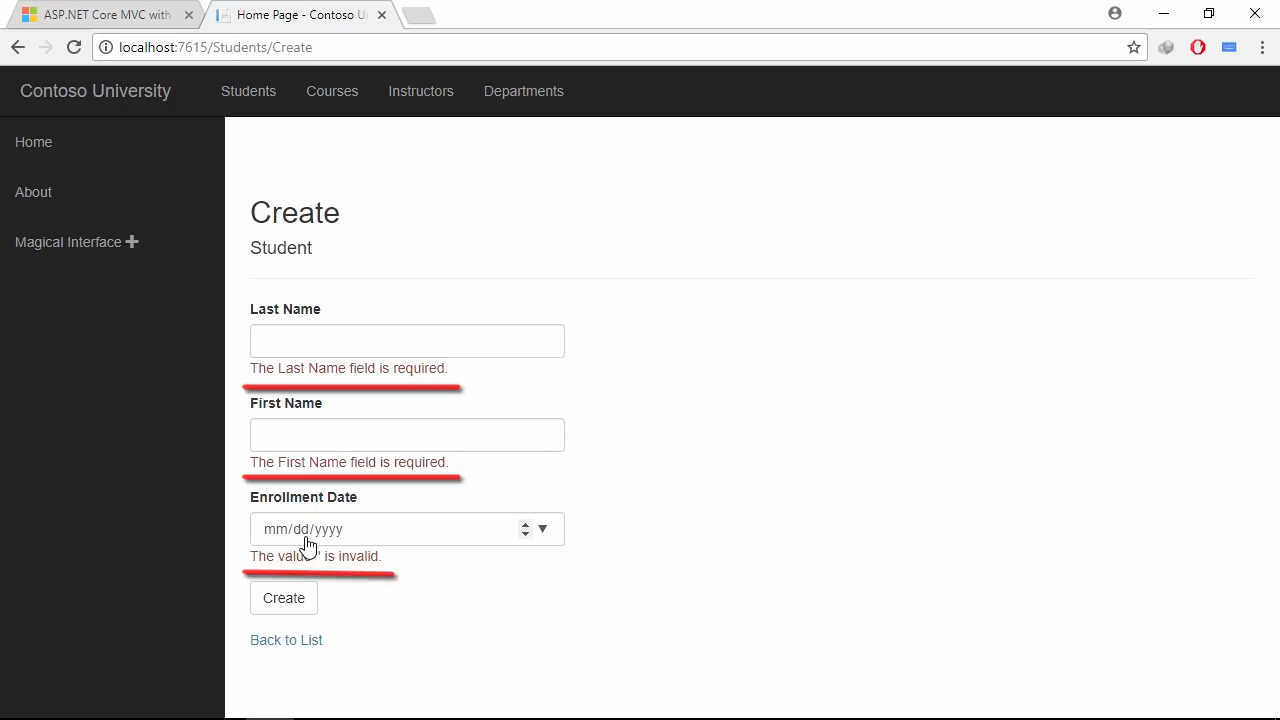 ASP.NET Core MVC with
Home Page - Contoso U
localhost:7615/Students/Create
Contoso University Students Courses Instructors Departments
Home
About
Magical Interface
Create
Student
Last Name
The Last Name field is required.
First Name
The First Name field is required.
Enrollment Date
mm/dd/yyyy
The value '' is invalid.
Create
Back to List